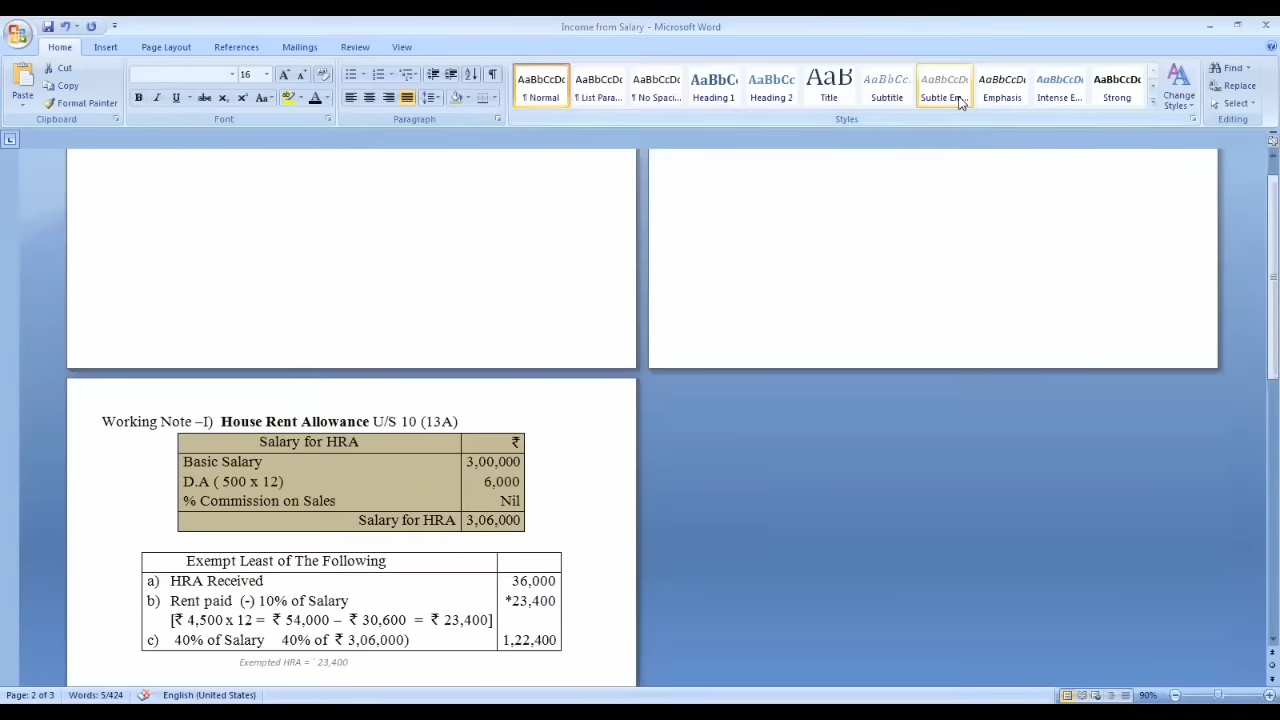 Income from Salary - Microsoft Word
Home Insert Page Layout References Mailings Review View
Paste
Cut
Copy
Format Painter
Clipboard
16
Font
Paragraph
AaBbCcDc AaBbCcDc AaBbCcDc AaBbC AaBbCc AaB AaBbCc. AaBbCcDc AaBbCcDc AaBbCcDc AaBbCcDc
¶ Normal ¶ List Para... ¶ No Spaci... Heading 1 Heading 2 Title Subtitle Subtle Em... Emphasis Intense E... Strong
Change Styles
Styles
Find
Replace
Select
Editing
Working Note –I) House Rent Allowance U/S 10 (13A)
Salary for HRA ₹
Basic Salary 3,00,000
D.A ( 500 x 12) 6,000
% Commission on Sales Nil
Salary for HRA 3,06,000
Exempt Least of The Following
a) HRA Received 36,000
b) Rent paid (-) 10% of Salary *23,400
[₹ 4,500 x 12 = ₹ 54,000 – ₹ 30,600 = ₹ 23,400]
c) 40% of Salary 40% of ₹ 3,06,000) 1,22,400
Exempted HRA = ` 23,400
Page: 2 of 3 Words: 5/424 English (United States) 90%